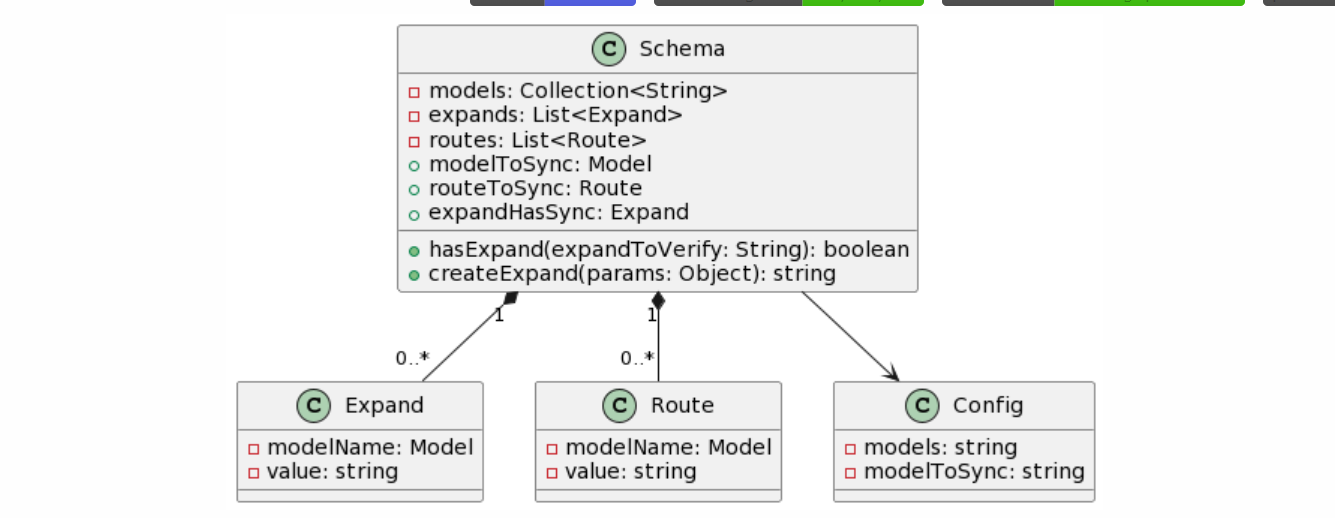 C Schema
models: Collection<String>
expands: List<Expand>
routes: List<Route>
modelToSync: Model
routeToSync: Route
expandHasSync: Expand
hasExpand(expandToVerify: String): boolean
createExpand(params: Object): string
1
1
0..*
0..*
C Expand
modelName: Model
value: string
C Route
modelName: Model
value: string
C Config
models: string
modelToSync: string